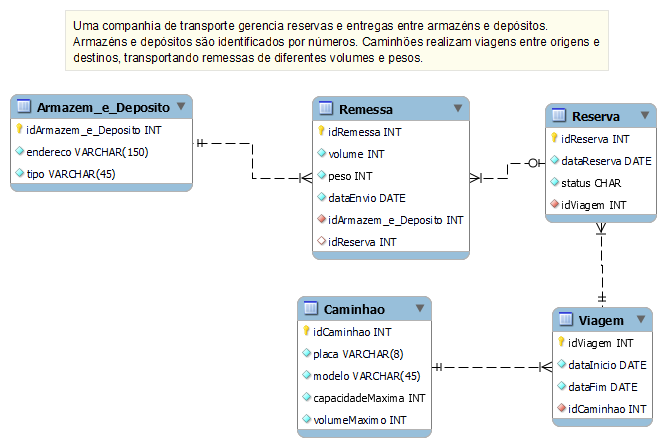 Uma companhia de transporte gerencia reservas e entregas entre armazéns e depósitos.
Armazéns e depósitos são identificados por números. Caminhões realizam viagens entre origens e
destinos, transportando remessas de diferentes volumes e pesos.
Armazem_e_Deposito
idArmazem_e_Deposito INT
endereco VARCHAR(150)
tipo VARCHAR(45)
Remessa
idRemessa INT
volume INT
peso INT
dataEnvio DATE
idArmazem_e_Deposito INT
idReserva INT
Reserva
idReserva INT
dataReserva DATE
status CHAR
idViagem INT
Caminhao
idCaminhao INT
placa VARCHAR(8)
modelo VARCHAR(45)
capacidadeMaxima INT
volumeMaximo INT
Viagem
idViagem INT
dataInicio DATE
dataFim DATE
idCaminhao INT